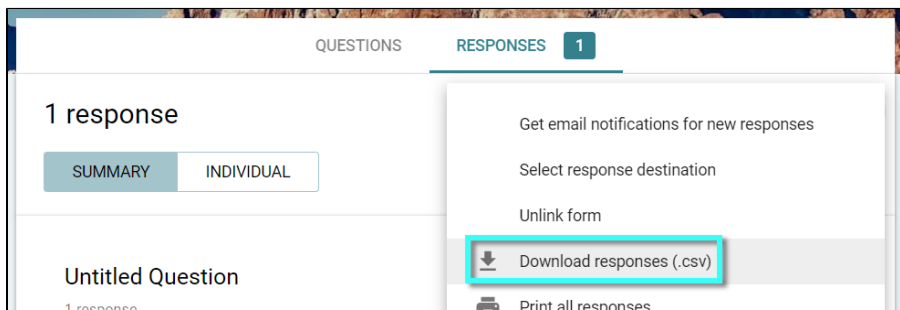 QUESTIONS RESPONSES 1
1 response
SUMMARY INDIVIDUAL
Untitled Question
1 response
Get email notifications for new responses
Select response destination
Unlink form
Download responses (.csv)
Print all responses